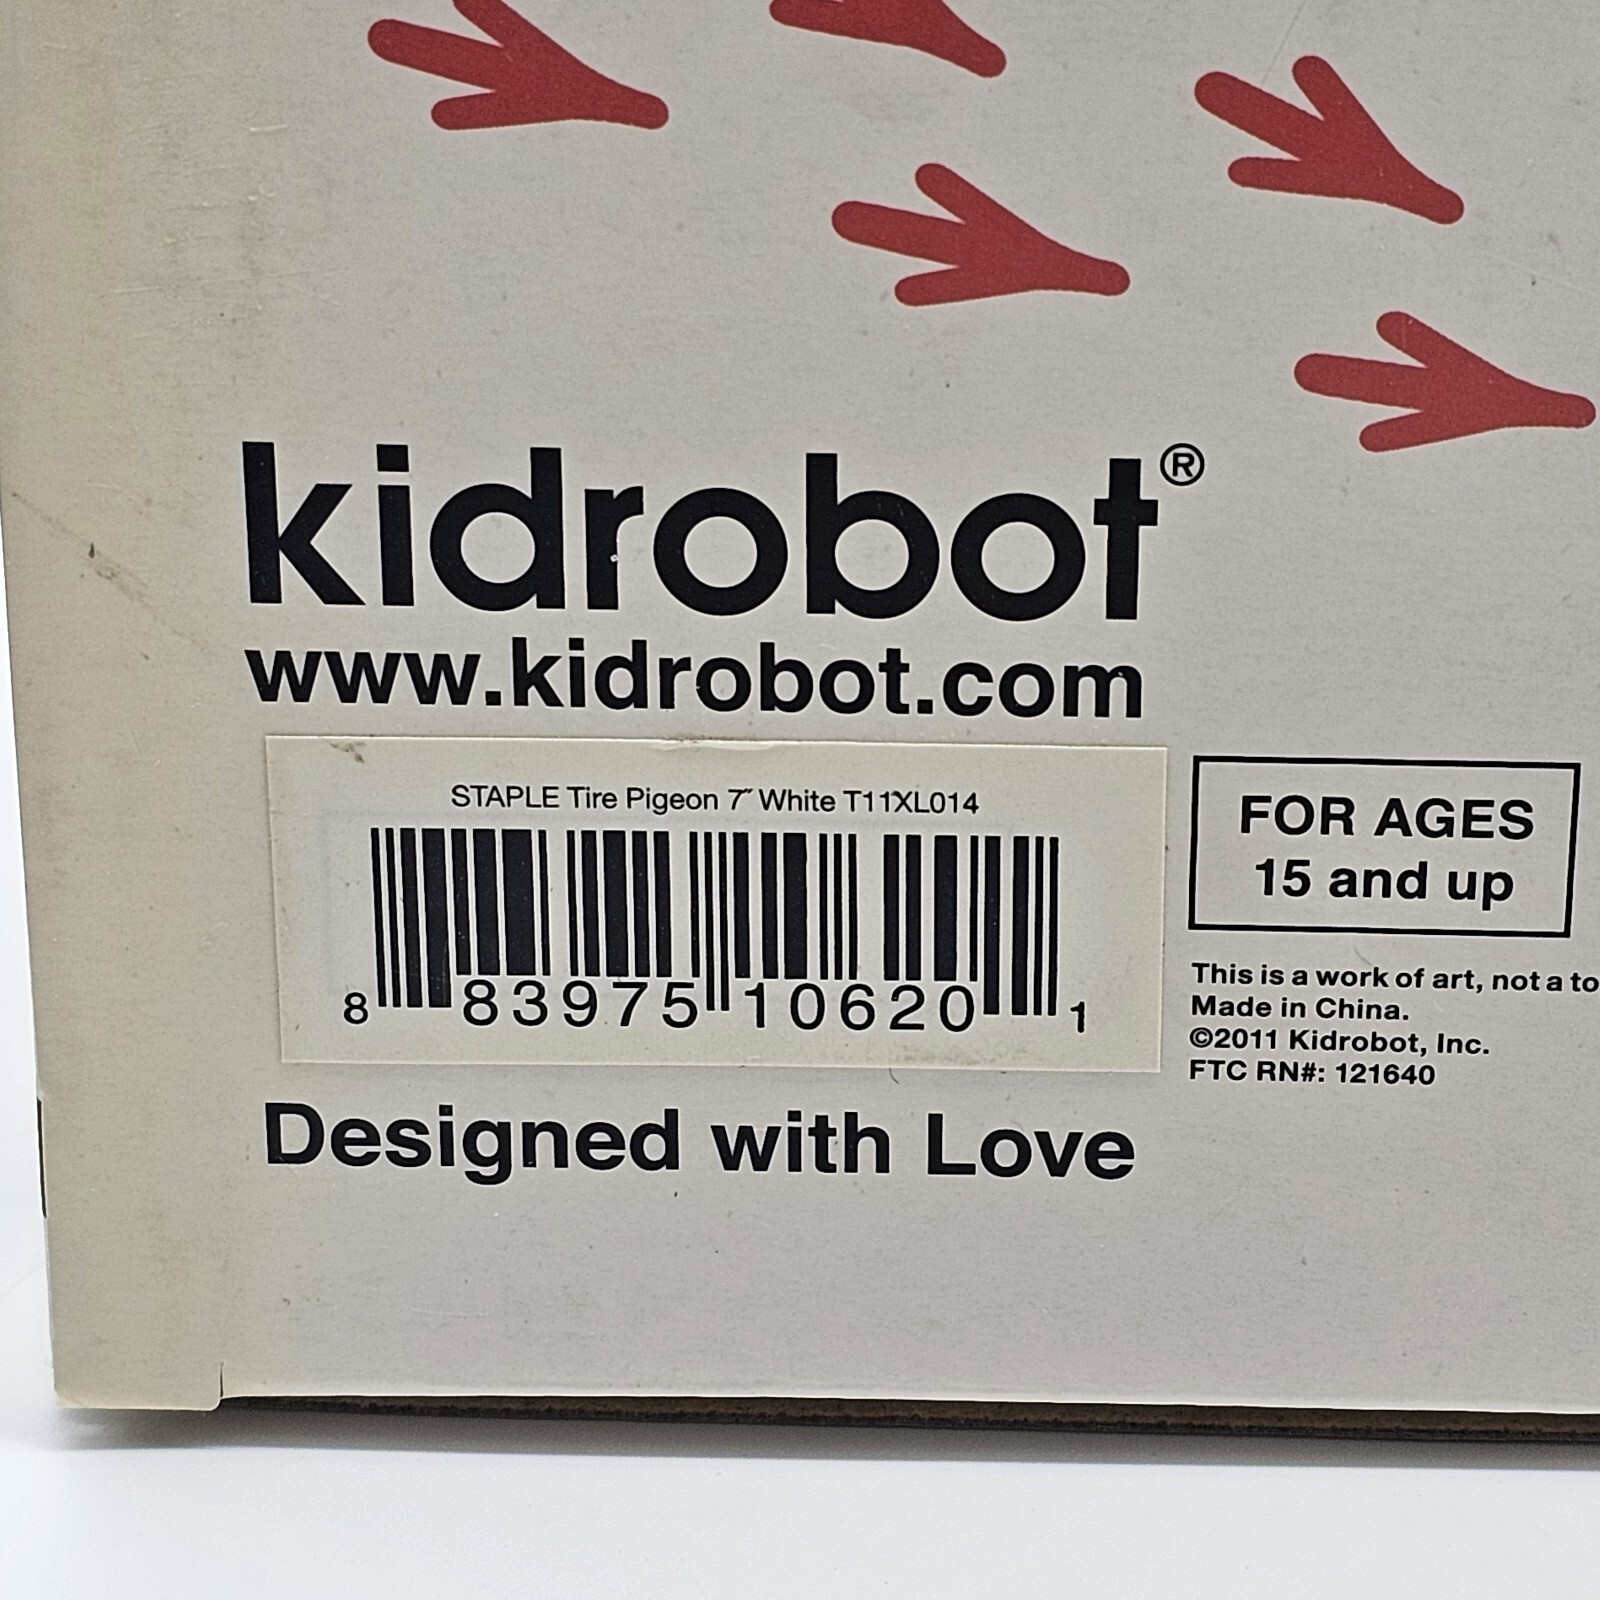 kidrobot®
www.kidrobot.com
STAPLE Tire Pigeon 7" White T11XL014
8 83975 10620 1
FOR AGES
15 and up
This is a work of art, not a to
Made in China.
©2011 Kidrobot, Inc.
FTC RN#: 121640
Designed with Love